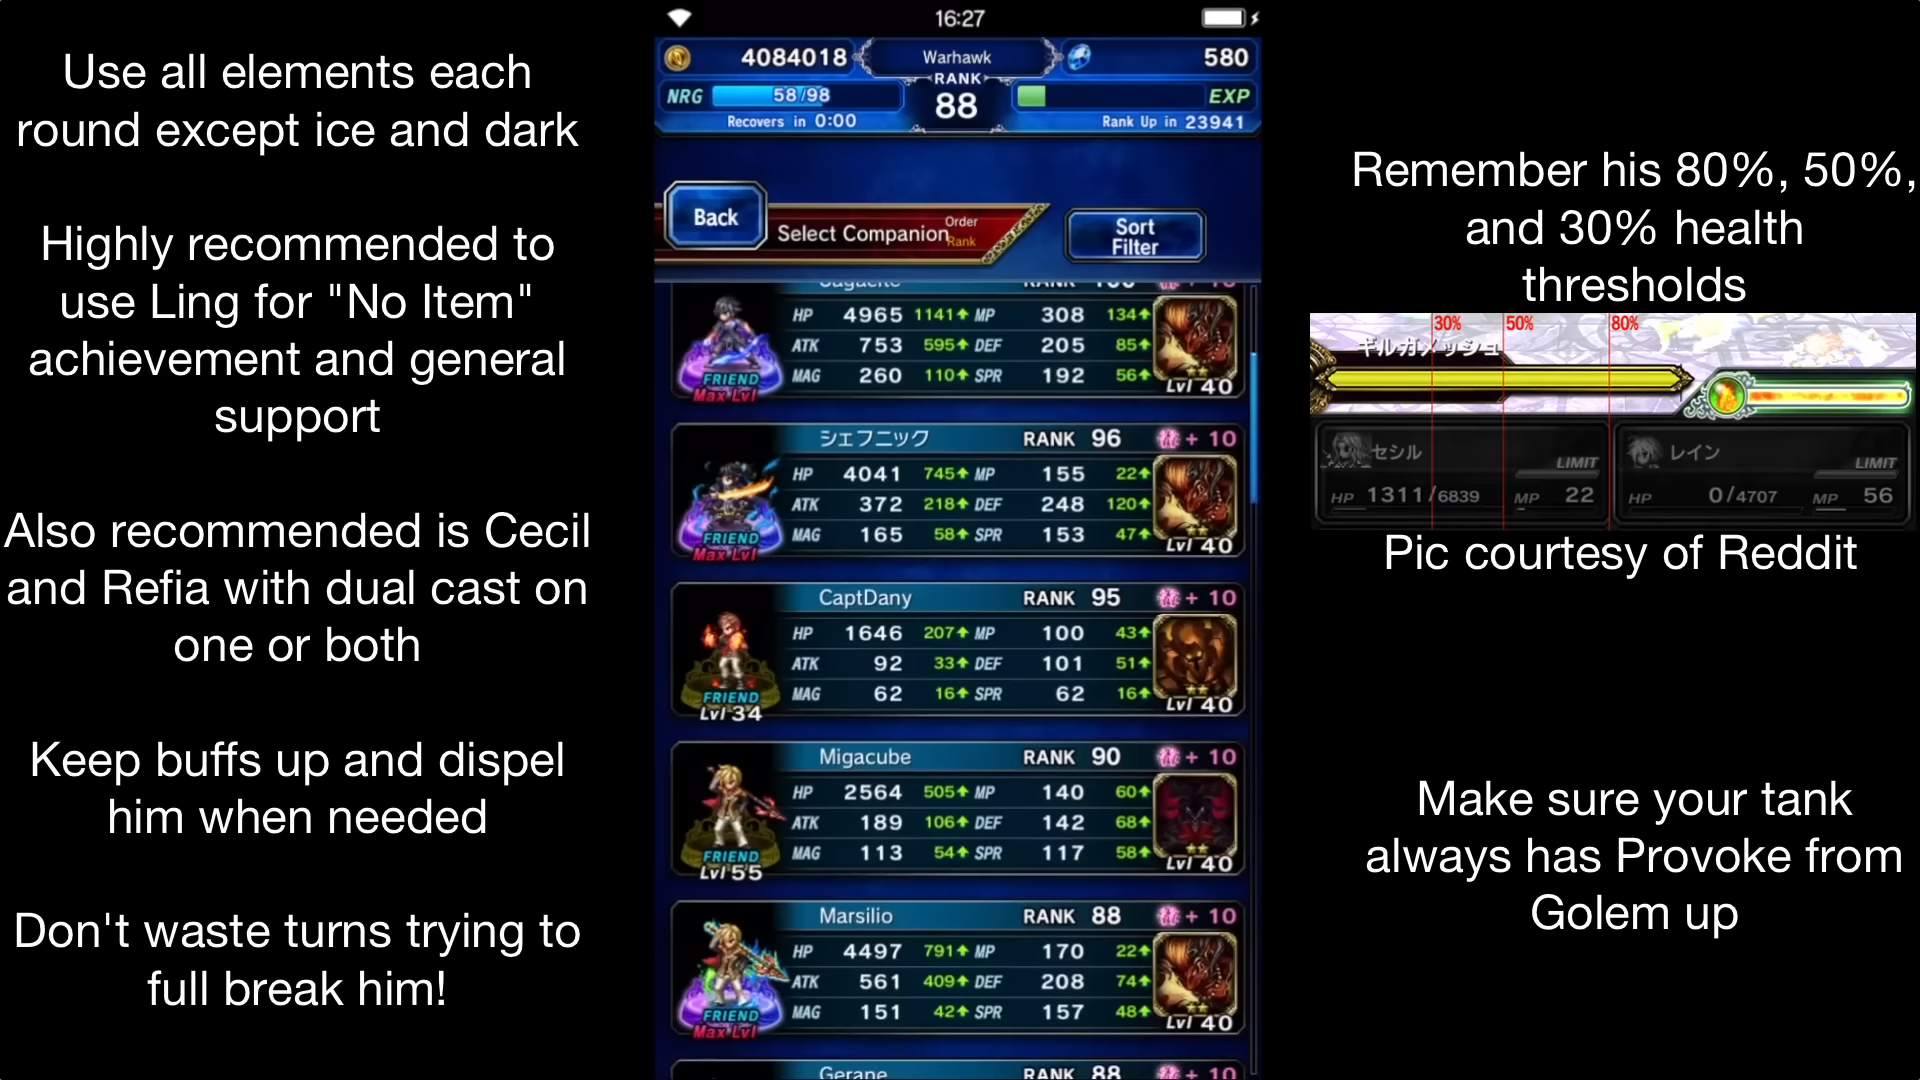 Use all elements each
round except ice and dark
Highly recommended to
use Ling for "No Item"
achievement and general
support
Also recommended is Cecil
and Refia with dual cast on
one or both
Keep buffs up and dispel
him when needed
Don't waste turns trying to
full break him!
16:27
4084018
Warhawk
580
RANK
88
NRG 58/98
EXP
Recovers in 0:00
Rank Up in 23941
Back
Select Companion
Order
Rank
Sort
Filter
HP 4965 1141 MP 308 134
ATK 753 595 DEF 205 85
MAG 260 110 SPR 192 56
FRIEND
Max Lvl
Lvl 40
シェフニック RANK 96 + 10
HP 4041 745 MP 155 22
ATK 372 218 DEF 248 120
MAG 165 58 SPR 153 47
FRIEND
Max Lvl
Lvl 40
CaptDany RANK 95 + 10
HP 1646 207 MP 100 43
ATK 92 33 DEF 101 51
MAG 62 16 SPR 62 16
FRIEND
Lvl 34
Lvl 40
Migacube RANK 90 + 10
HP 2564 505 MP 140 60
ATK 189 106 DEF 142 68
MAG 113 54 SPR 117 58
FRIEND
Lvl 55
Lvl 40
Marsilio RANK 88 + 10
HP 4497 791 MP 170 22
ATK 561 409 DEF 208 74
MAG 151 42 SPR 157 48
FRIEND
Max Lvl
Lvl 40
Gerane RANK 88 + 10
Remember his 80%, 50%,
and 30% health
thresholds
30% 50% 80%
ギルガメッシュ
セシル
LIMIT
HP 1311/6839 MP 22
レイン
LIMIT
HP 0/4707 MP 56
Pic courtesy of Reddit
Make sure your tank
always has Provoke from
Golem up